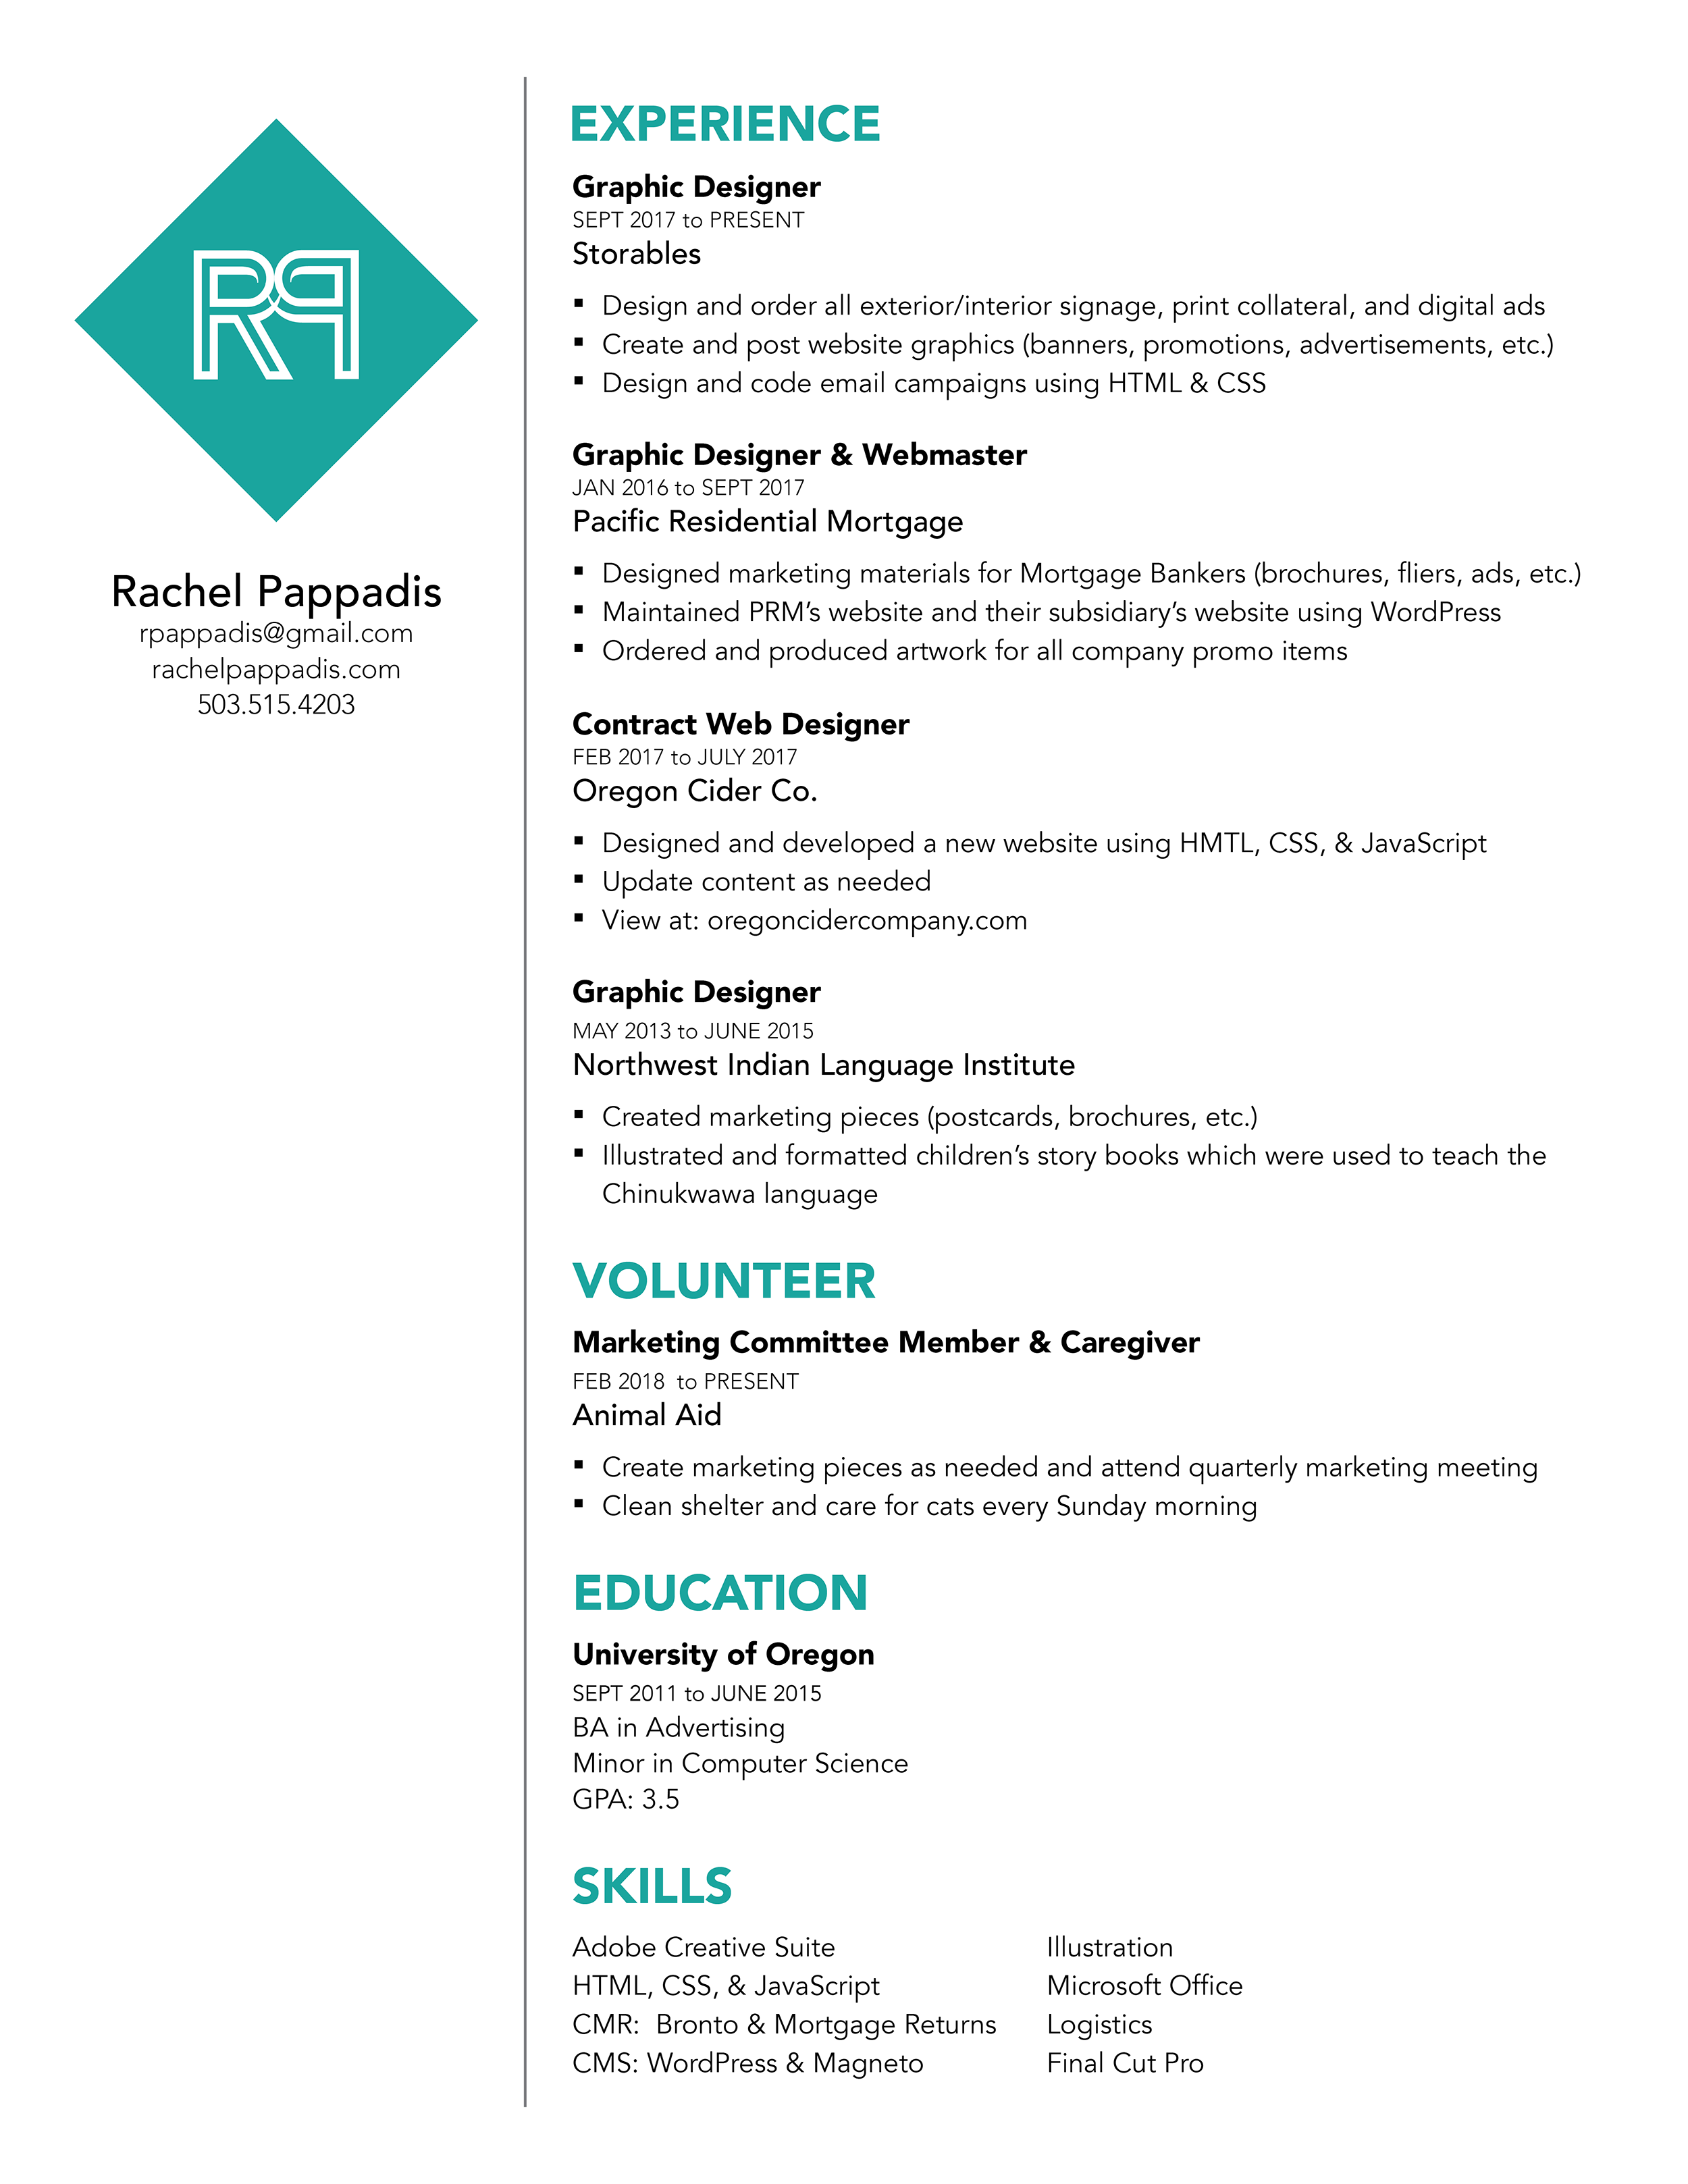 RP
Rachel Pappadis
rpappadis@gmail.com
rachelpappadis.com
503.515.4203
EXPERIENCE
Graphic Designer
SEPT 2017 to PRESENT
Storables
▪ Design and order all exterior/interior signage, print collateral, and digital ads
▪ Create and post website graphics (banners, promotions, advertisements, etc.)
▪ Design and code email campaigns using HTML & CSS
Graphic Designer & Webmaster
JAN 2016 to SEPT 2017
Pacific Residential Mortgage
▪ Designed marketing materials for Mortgage Bankers (brochures, fliers, ads, etc.)
▪ Maintained PRM’s website and their subsidiary’s website using WordPress
▪ Ordered and produced artwork for all company promo items
Contract Web Designer
FEB 2017 to JULY 2017
Oregon Cider Co.
▪ Designed and developed a new website using HMTL, CSS, & JavaScript
▪ Update content as needed
▪ View at: oregoncidercompany.com
Graphic Designer
MAY 2013 to JUNE 2015
Northwest Indian Language Institute
▪ Created marketing pieces (postcards, brochures, etc.)
▪ Illustrated and formatted children’s story books which were used to teach the
Chinukwawa language
VOLUNTEER
Marketing Committee Member & Caregiver
FEB 2018 to PRESENT
Animal Aid
▪ Create marketing pieces as needed and attend quarterly marketing meeting
▪ Clean shelter and care for cats every Sunday morning
EDUCATION
University of Oregon
SEPT 2011 to JUNE 2015
BA in Advertising
Minor in Computer Science
GPA: 3.5
SKILLS
Adobe Creative Suite
HTML, CSS, & JavaScript
CMR: Bronto & Mortgage Returns
CMS: WordPress & Magneto
Illustration
Microsoft Office
Logistics
Final Cut Pro